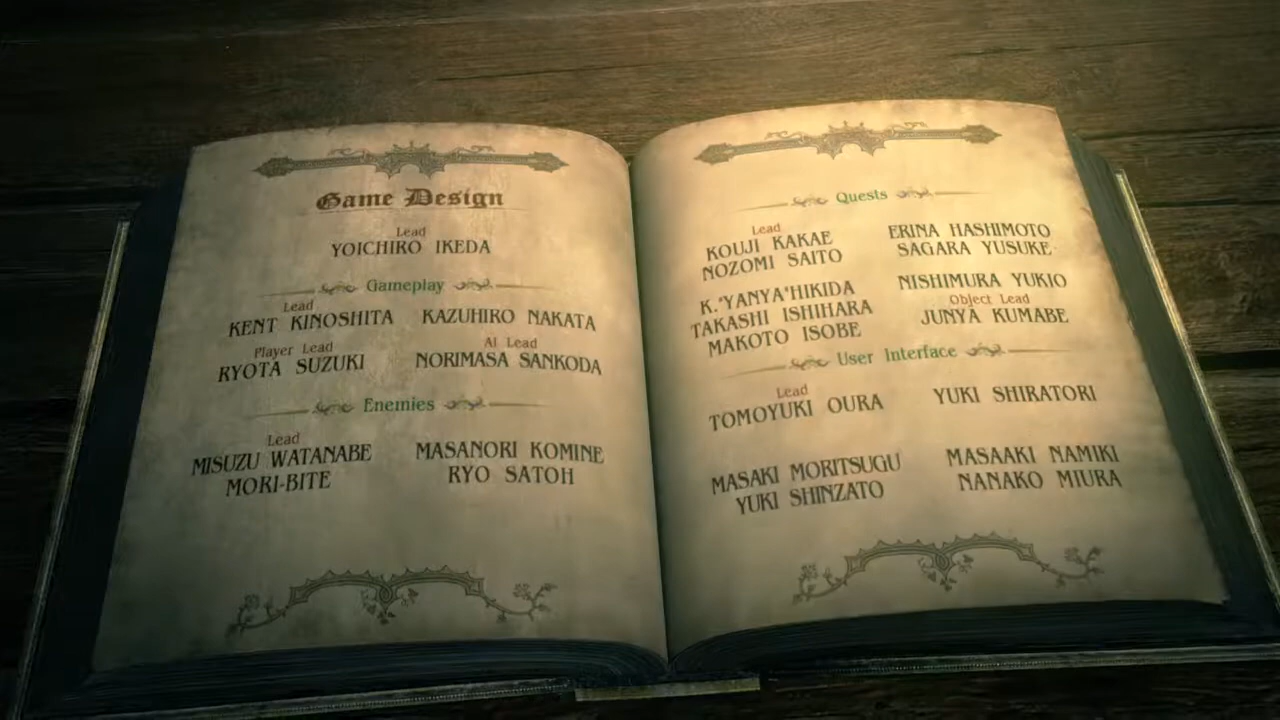 Game Design
Lead
YOICHIRO IKEDA
Gameplay
Lead
KENT KINOSHITA
KAZUHIRO NAKATA
Player Lead
RYOTA SUZUKI
AI Lead
NORIMASA SANKODA
Enemies
Lead
MISUZU WATANABE
MORI-BITE
MASANORI KOMINE
RYO SATOH
Quests
Lead
KOUJI KAKAE
NOZOMI SAITO
ERINA HASHIMOTO
SAGARA YUSUKE
K."YANYA"HIKIDA
TAKASHI ISHIHARA
MAKOTO ISOBE
NISHIMURA YUKIO
Object Lead
JUNYA KUMABE
User Interface
Lead
TOMOYUKI OURA
YUKI SHIRATORI
MASAKI MORITSUGU
YUKI SHINZATO
MASAAKI NAMIKI
NANAKO MIURA